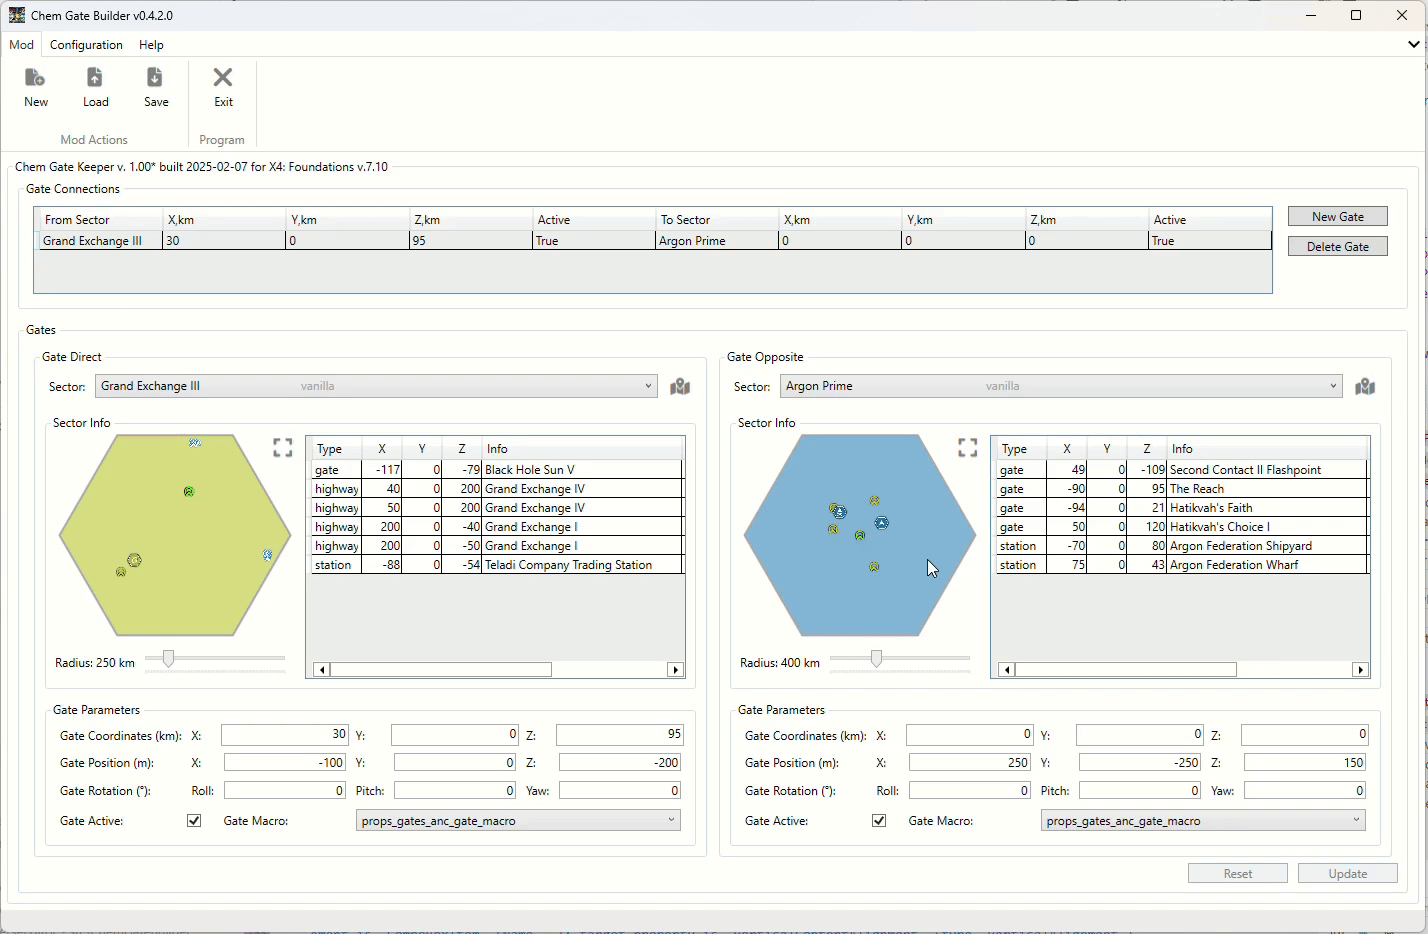 Chem Gate Builder v0.4.2.0
Mod Configuration Help
New Load Save Exit
Mod Actions Program
Chem Gate Keeper v. 1.00* built 2025-02-07 for X4: Foundations v.7.10
Gate Connections
From Sector X,km Y,km Z,km Active To Sector X,km Y,km Z,km Active
Grand Exchange III 30 0 95 True Argon Prime 0 0 0 True
New Gate
Delete Gate
Gates
Gate Direct
Sector: Grand Exchange III vanilla
Sector Info
Type X Y Z Info
gate -117 0 -79 Black Hole Sun V
highway 40 0 200 Grand Exchange IV
highway 50 0 200 Grand Exchange IV
highway 200 0 -40 Grand Exchange I
highway 200 0 -50 Grand Exchange I
station -88 0 -54 Teladi Company Trading Station
Radius: 250 km
Gate Parameters
Gate Coordinates (km): X: 30 Y: 0 Z: 95
Gate Position (m): X: -100 Y: 0 Z: -200
Gate Rotation (°): Roll: 0 Pitch: 0 Yaw: 0
Gate Active: Gate Macro: props_gates_anc_gate_macro
Gate Opposite
Sector: Argon Prime vanilla
Sector Info
Type X Y Z Info
gate 49 0 -109 Second Contact II Flashpoint
gate -90 0 95 The Reach
gate -94 0 21 Hatikvah's Faith
gate 50 0 120 Hatikvah's Choice I
station -70 0 80 Argon Federation Shipyard
station 75 0 43 Argon Federation Wharf
Radius: 400 km
Gate Parameters
Gate Coordinates (km): X: 0 Y: 0 Z: 0
Gate Position (m): X: 250 Y: -250 Z: 150
Gate Rotation (°): Roll: 0 Pitch: 0 Yaw: 0
Gate Active: Gate Macro: props_gates_anc_gate_macro
Reset Update